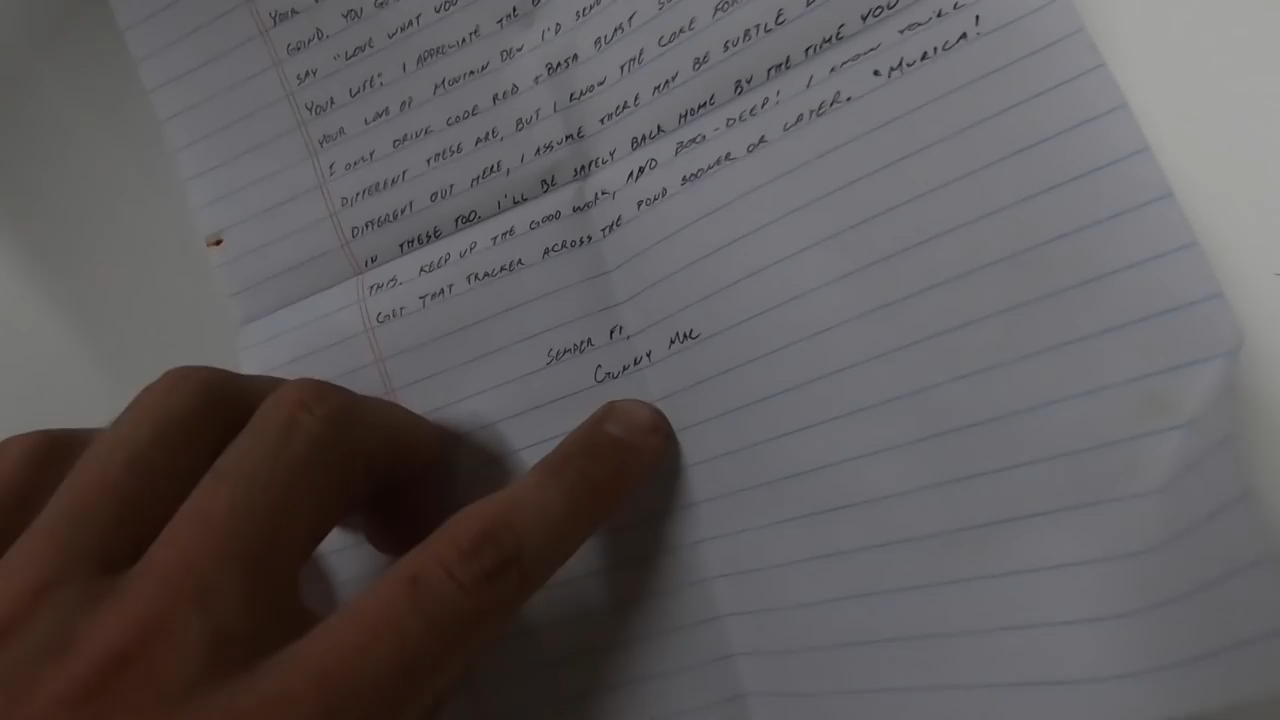 YOUR
GRIND. YOU
SAY "LOVE WHAT YOU
YOUR LIFE". I APPRECIATE THE
YOUR LOVE OF MOUNTAIN DEW I'D SEND
I ONLY DRINK CODE RED + BAJA BLAST
DIFFERENT THESE ARE, BUT I KNOW THE CORE FOR
DIFFERENT OUT HERE, I ASSUME THERE MAY BE SUBTLE
IN THESE TOO. I'LL BE SAFELY BACK HOME BY THE TIME YOU
THIS. KEEP UP THE GOOD WORK, AND BOG-DEEP! I KNOW YOU'LL
GET THAT TRACKER ACROSS THE POND SOONER OR LATER. 'MURICA!
SEMPER FI,
GUNNY MAC